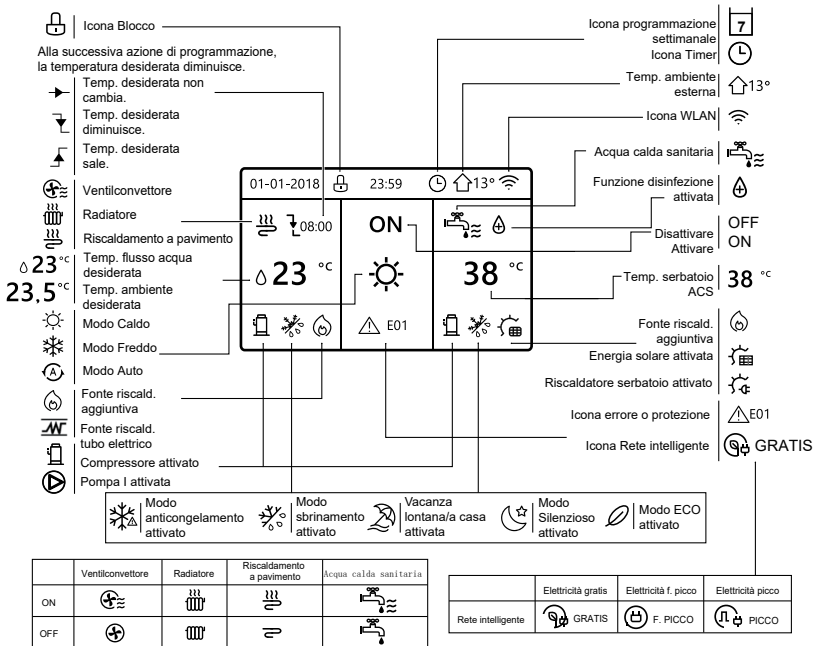 Icona Blocco
Alla successiva azione di programmazione,
la temperatura desiderata diminuisce.
Temp. desiderata non
cambia.
Temp. desiderata
diminuisce.
Temp. desiderata
sale.
Ventilconvettore
Radiatore
Riscaldamento a pavimento
23°c
Temp. flusso acqua
desiderata
23,5°c
Temp. ambiente
desiderata
Modo Caldo
Modo Freddo
A
Modo Auto
Fonte riscald.
aggiuntiva
Fonte riscald.
tubo elettrico
Compressore attivato
Pompa I attivata
01-01-2018 23:59 13°
08:00
ON
23 °c
38 °c
E01
Icona programmazione
settimanale
7
Icona Timer
Temp. ambiente
esterna
13°
Icona WLAN
Acqua calda sanitaria
Funzione disinfezione
attivata
Disattivare
Attivare
OFF
ON
Temp. serbatoio
ACS
38 °c
Fonte riscald.
aggiuntiva
Energia solare attivata
Riscaldatore serbatoio attivato
Icona errore o protezione
E01
Icona Rete intelligente
GRATIS
Modo
anticongelamento
attivato
Modo
sbrinamento
attivato
Vacanza
lontana/a casa
attivata
Modo
Silenzioso
attivato
Modo ECO
attivato
Ventilconvettore Radiatore Riscaldamento
a pavimento Acqua calda sanitaria
ON
OFF
Elettricità gratis Elettricità f. picco Elettricità picco
Rete intelligente GRATIS F. PICCO PICCO